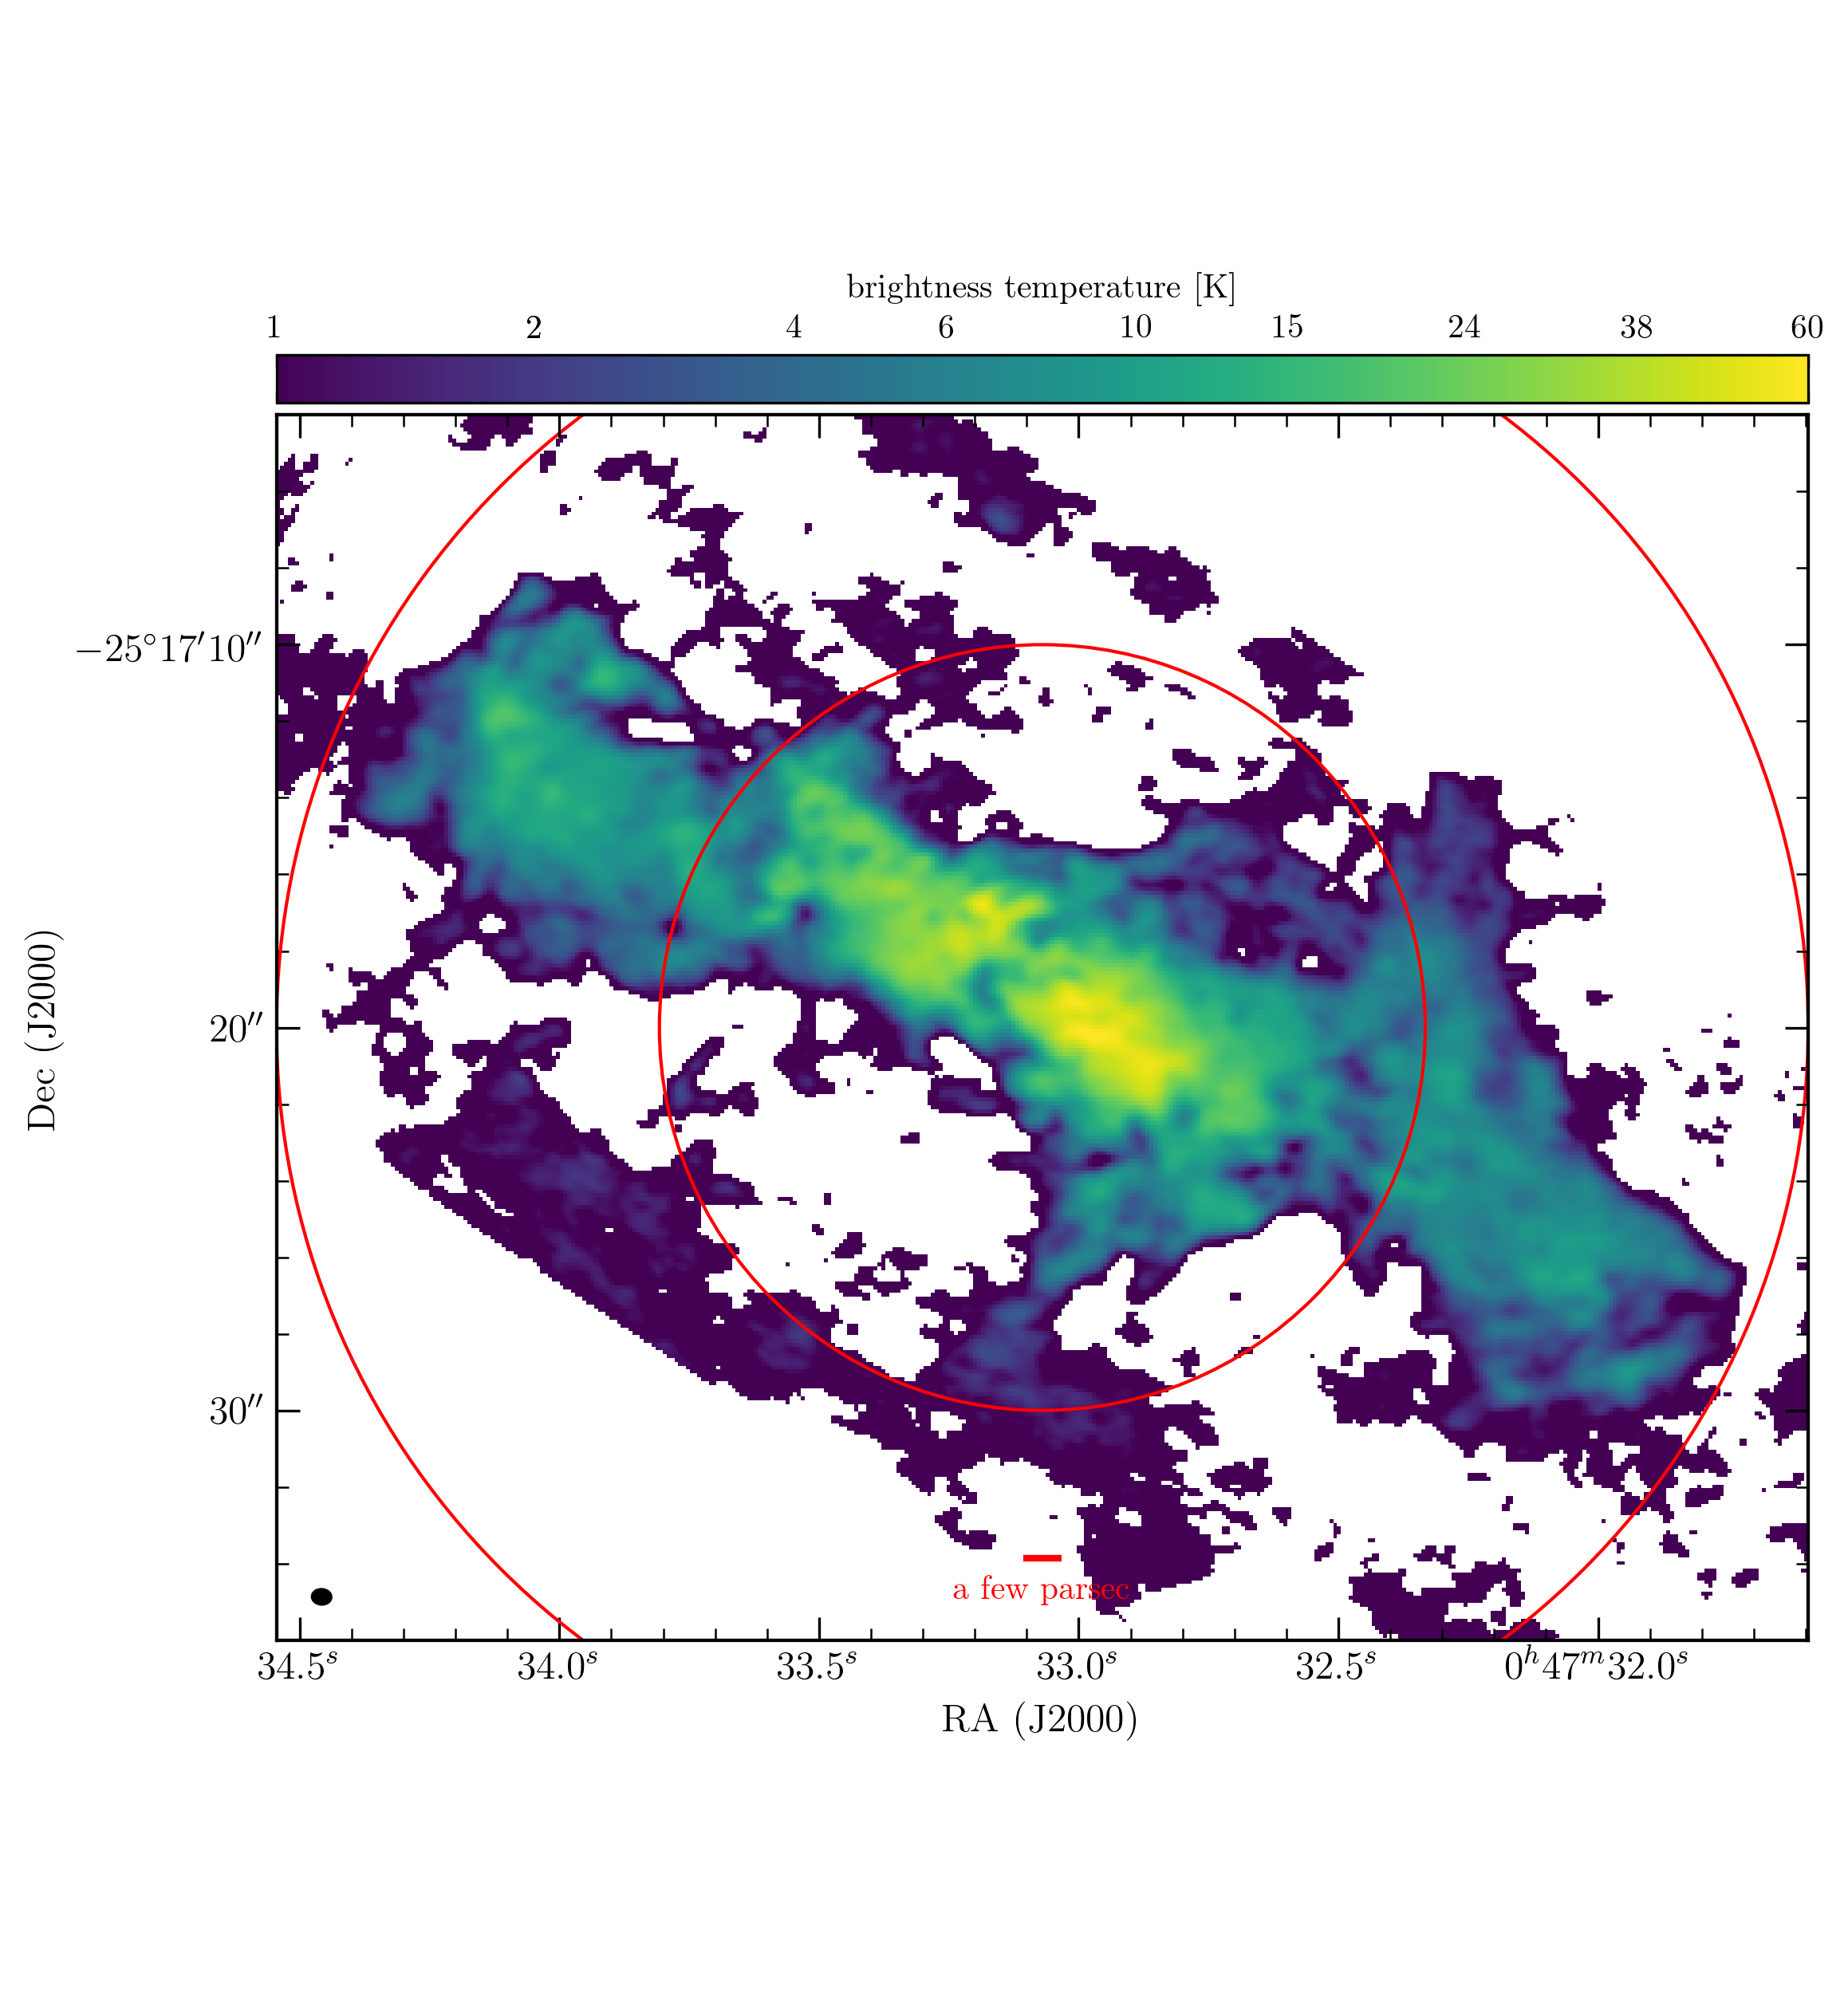 brightness temperature [K]
1 2 4 6 10 15 24 38 60
−25°17′10″
20″
30″
Dec (J2000)
a few parsec
34.5ˢ 34.0ˢ 33.5ˢ 33.0ˢ 32.5ˢ 0ʰ47ᵐ32.0ˢ
RA (J2000)